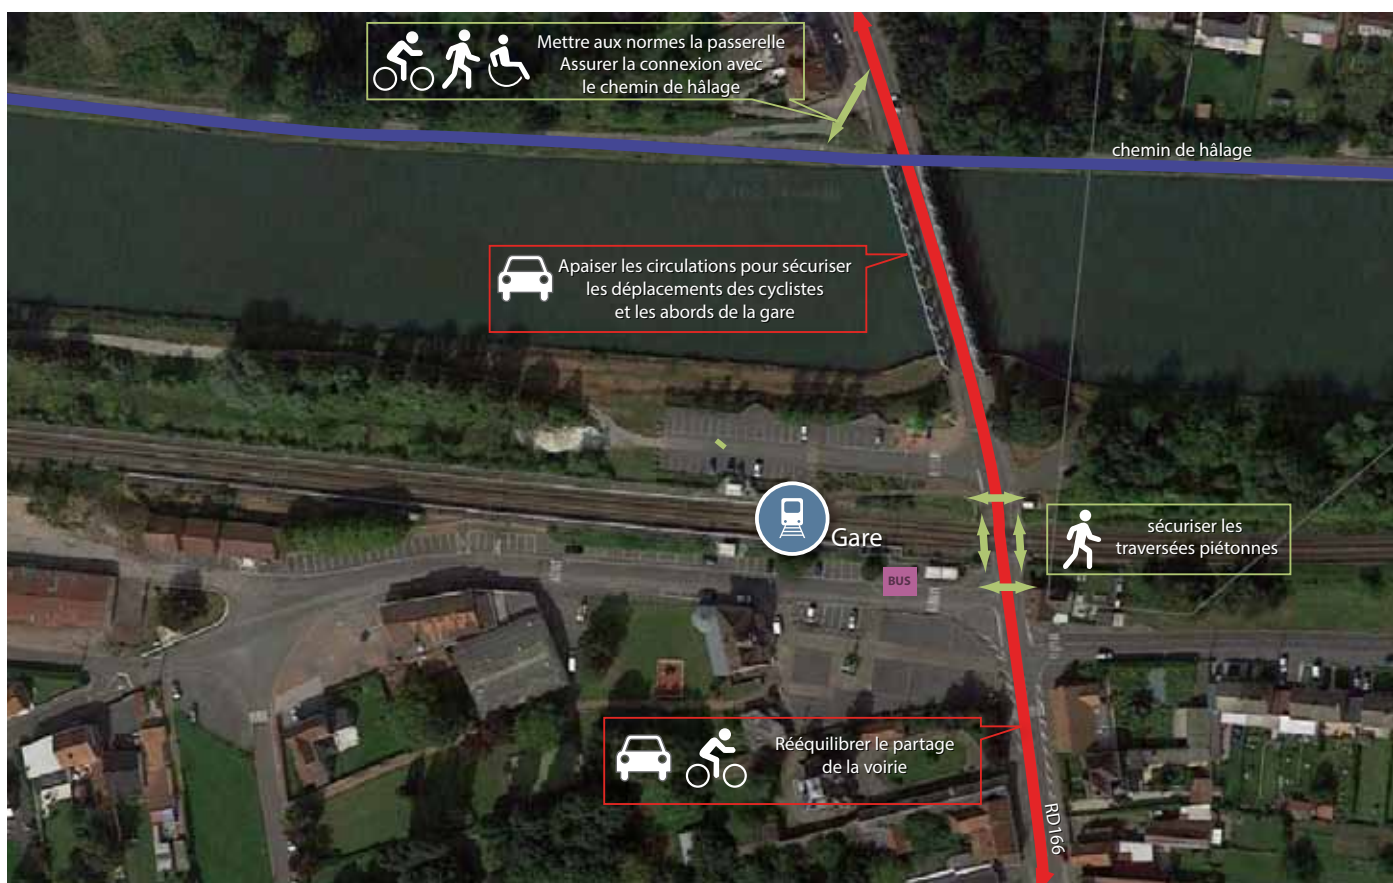 Mettre aux normes la passerelle
Assurer la connexion avec
le chemin de hâlage
chemin de hâlage
Apaiser les circulations pour sécuriser
les déplacements des cyclistes
et les abords de la gare
Gare
sécuriser les
traversées piétonnes
BUS
Rééquilibrer le partage
de la voirie
RD166